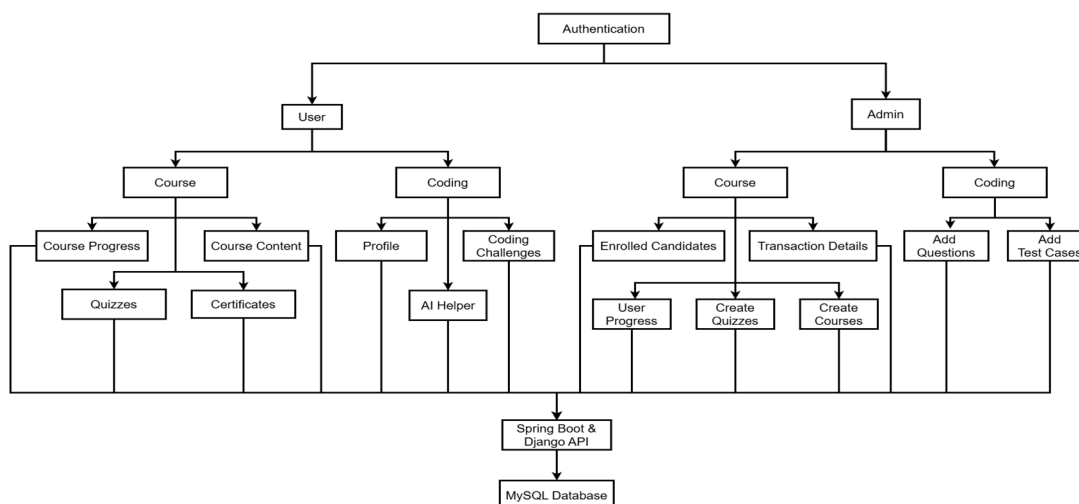 Authentication
User
Admin
Course
Coding
Course
Coding
Course Progress
Course Content
Profile
Coding
Challenges
Enrolled Candidates
Transaction Details
Add
Questions
Add
Test Cases
Quizzes
Certificates
AI Helper
User
Progress
Create
Quizzes
Create
Courses
Spring Boot &
Django API
MySQL Database